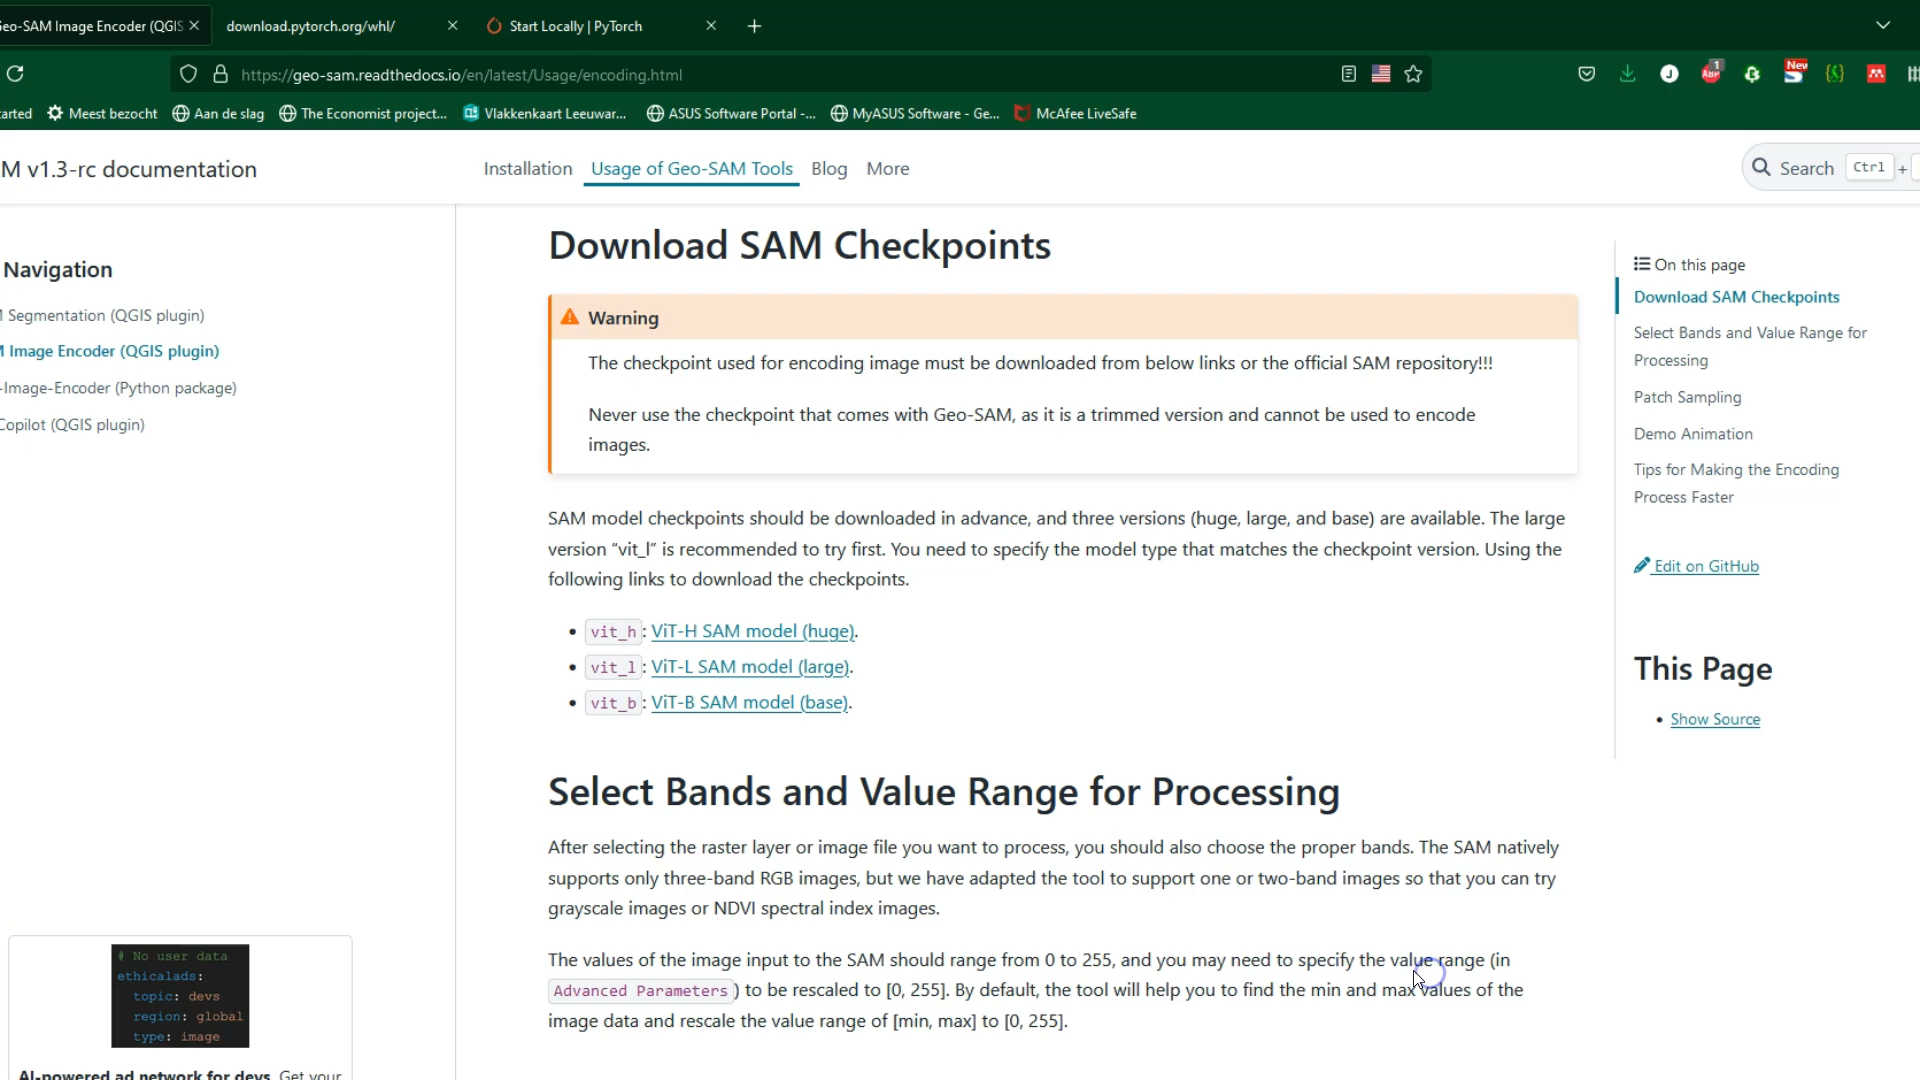 Geo-SAM Image Encoder (QGIS
download.pytorch.org/whl/
Start Locally | PyTorch
https://geo-sam.readthedocs.io/en/latest/Usage/encoding.html
ABP
1
New
arted
Meest bezocht
Aan de slag
The Economist project...
Vlakkenkaart Leeuwar...
ASUS Software Portal -...
MyASUS Software - Ge...
McAfee LiveSafe
M v1.3-rc documentation
Installation
Usage of Geo-SAM Tools
Blog
More
Search
Ctrl
+
Navigation
Segmentation (QGIS plugin)
Image Encoder (QGIS plugin)
-Image-Encoder (Python package)
Copilot (QGIS plugin)
Download SAM Checkpoints
Warning
The checkpoint used for encoding image must be downloaded from below links or the official SAM repository!!!
Never use the checkpoint that comes with Geo-SAM, as it is a trimmed version and cannot be used to encode
images.
SAM model checkpoints should be downloaded in advance, and three versions (huge, large, and base) are available. The large
version “vit_l” is recommended to try first. You need to specify the model type that matches the checkpoint version. Using the
following links to download the checkpoints.
• vit_h: ViT-H SAM model (huge).
• vit_l: ViT-L SAM model (large).
• vit_b: ViT-B SAM model (base).
Select Bands and Value Range for Processing
After selecting the raster layer or image file you want to process, you should also choose the proper bands. The SAM natively
supports only three-band RGB images, but we have adapted the tool to support one or two-band images so that you can try
grayscale images or NDVI spectral index images.
The values of the image input to the SAM should range from 0 to 255, and you may need to specify the value range (in
Advanced Parameters) to be rescaled to [0, 255]. By default, the tool will help you to find the min and max values of the
image data and rescale the value range of [min, max] to [0, 255].
On this page
Download SAM Checkpoints
Select Bands and Value Range for
Processing
Patch Sampling
Demo Animation
Tips for Making the Encoding
Process Faster
Edit on GitHub
This Page
• Show Source
# No user data
ethicalads:
topic: devs
region: global
type: image
AI-powered ad network for devs. Get your